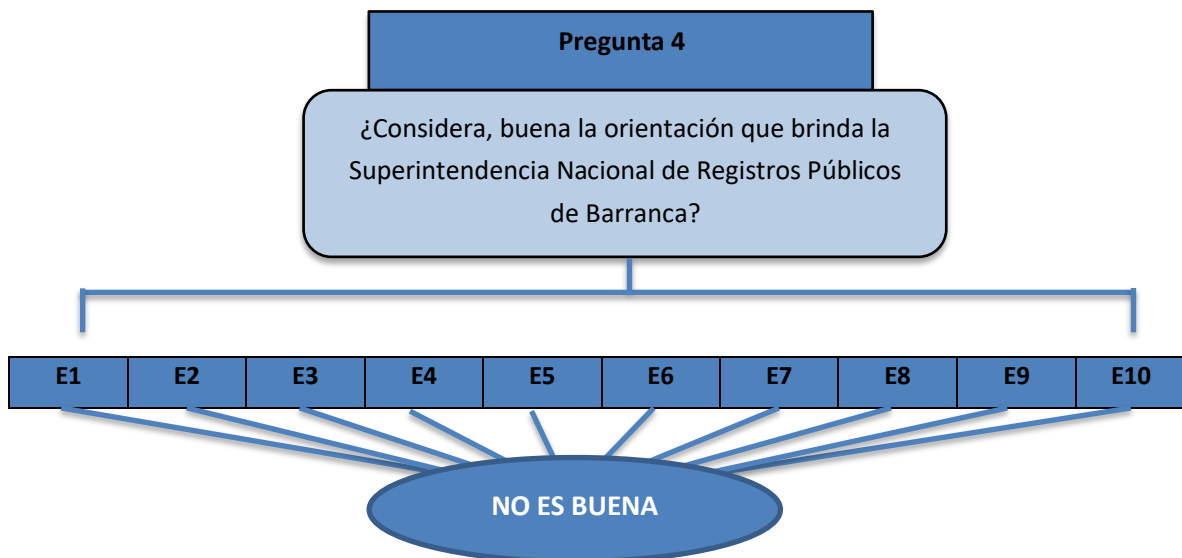 Pregunta 4
¿Considera, buena la orientación que brinda la
Superintendencia Nacional de Registros Públicos
de Barranca?
E1 E2 E3 E4 E5 E6 E7 E8 E9 E10
NO ES BUENA